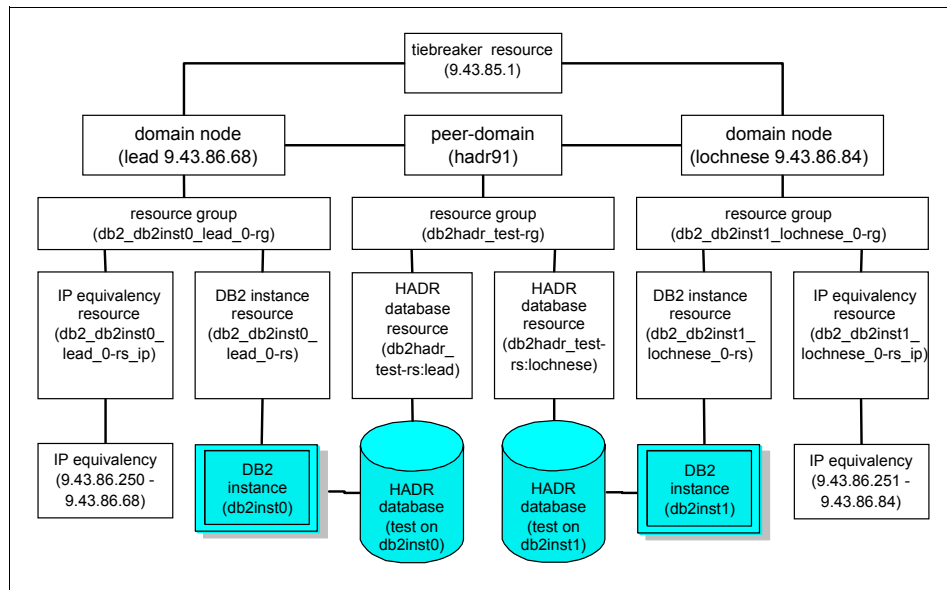 tiebreaker resource
(9.43.85.1)
domain node
(lead 9.43.86.68)
peer-domain
(hadr91)
domain node
(lochnese 9.43.86.84)
resource group
(db2_db2inst0_lead_0-rg)
resource group
(db2hadr_test-rg)
resource group
(db2_db2inst1_lochnese_0-rg)
IP equivalency
resource
(db2_db2inst0_
lead_0-rs_ip)
DB2 instance
resource
(db2_db2inst0_
lead_0-rs)
HADR
database
resource
(db2hadr_
test-rs:lead)
HADR
database
resource
(db2hadr_test-
rs:lochnese)
DB2 instance
resource
(db2_db2inst1_
lochnese_0-rs)
IP equivalency
resource
(db2_db2inst1_
lochnese_0-rs_ip)
IP equivalency
(9.43.86.250 -
9.43.86.68)
DB2
instance
(db2inst0)
HADR
database
(test on
db2inst0)
HADR
database
(test on
db2inst1)
DB2
instance
(db2inst1)
IP equivalency
(9.43.86.251 -
9.43.86.84)